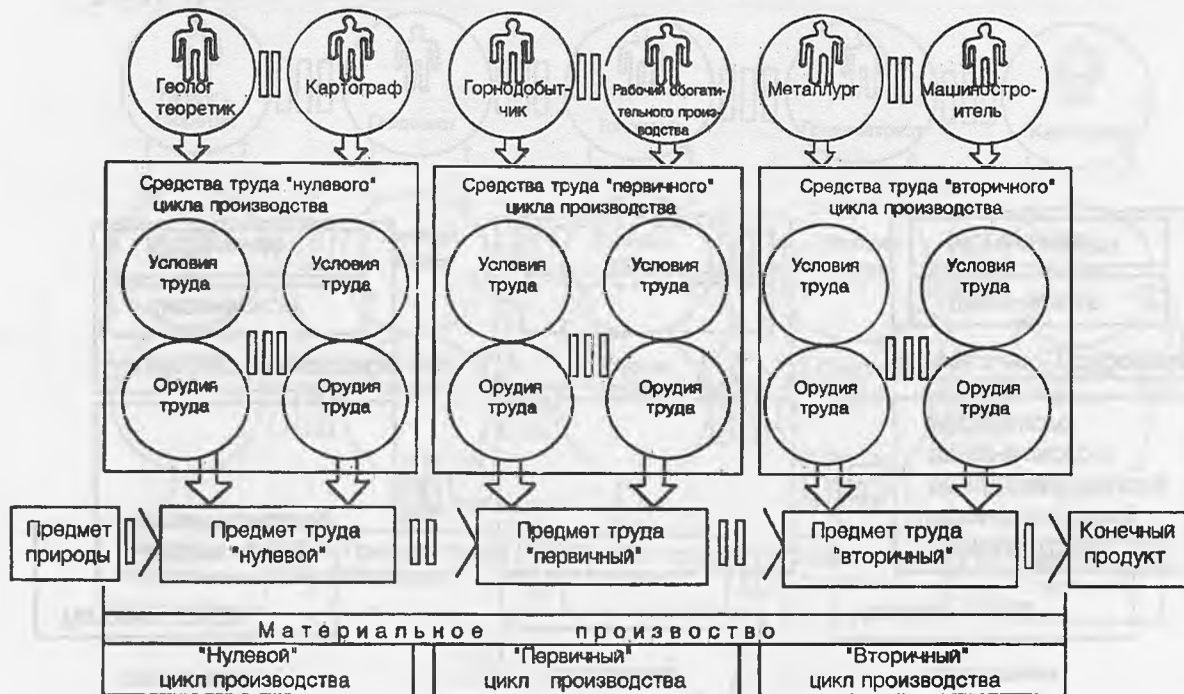 Геолог
теоретик
Картограф
Горнодобыт-
чик
Рабочий обогати-
тельного произ-
водства
Металлург
Машиностро-
итель
Средства труда "нулевого"
цикла производства
Средства труда "первичного"
цикла производства
Средства труда "вторичного"
цикла производства
Условия
труда
Условия
труда
Условия
труда
Условия
труда
Условия
труда
Условия
труда
Орудия
труда
Орудия
труда
Орудия
труда
Орудия
труда
Орудия
труда
Орудия
труда
Предмет
природы
Предмет труда
"нулевой"
Предмет труда
"первичный"
Предмет труда
"вторичный"
Конечный
продукт
Материальное произвоство
"Нулевой"
цикл производства
"Первичный"
цикл производства
"Вторичный"
цикл производства